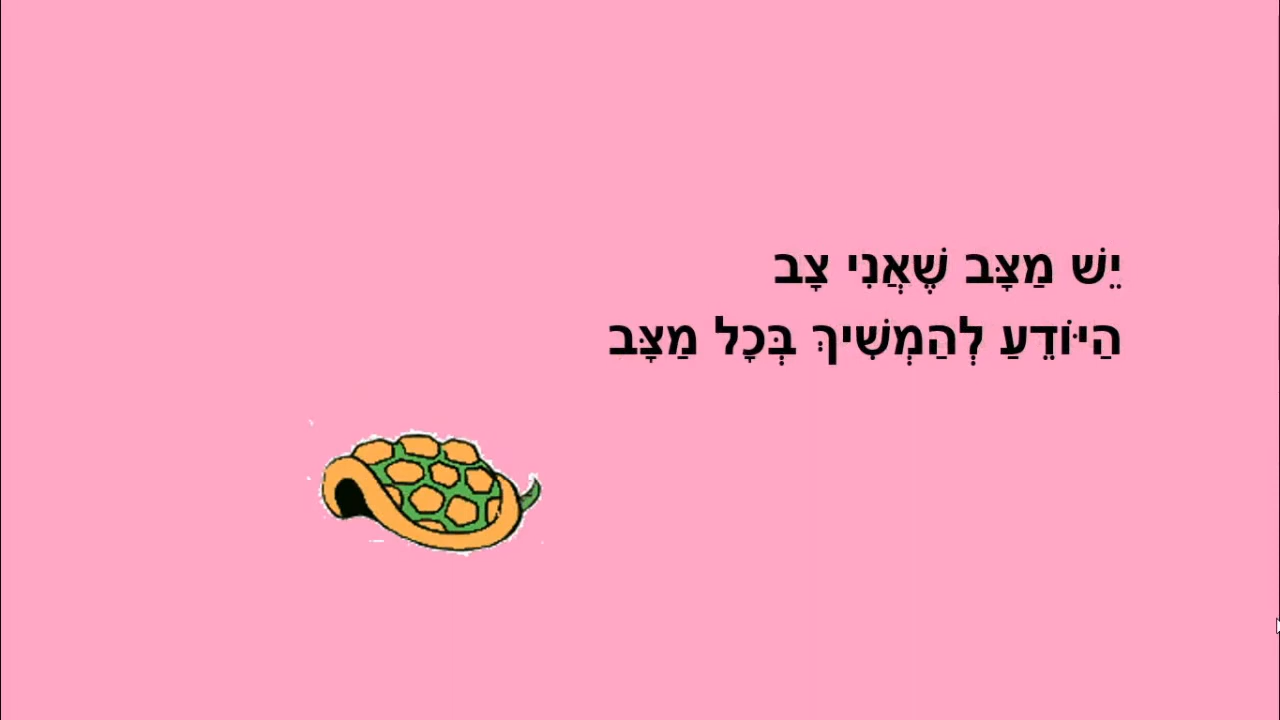 יֵשׁ מַצָּב שֶׁאֲנִי צָב
הַיּוֹדֵעַ לְהַמְשִׁיךְ בְּכָל מַצָּב